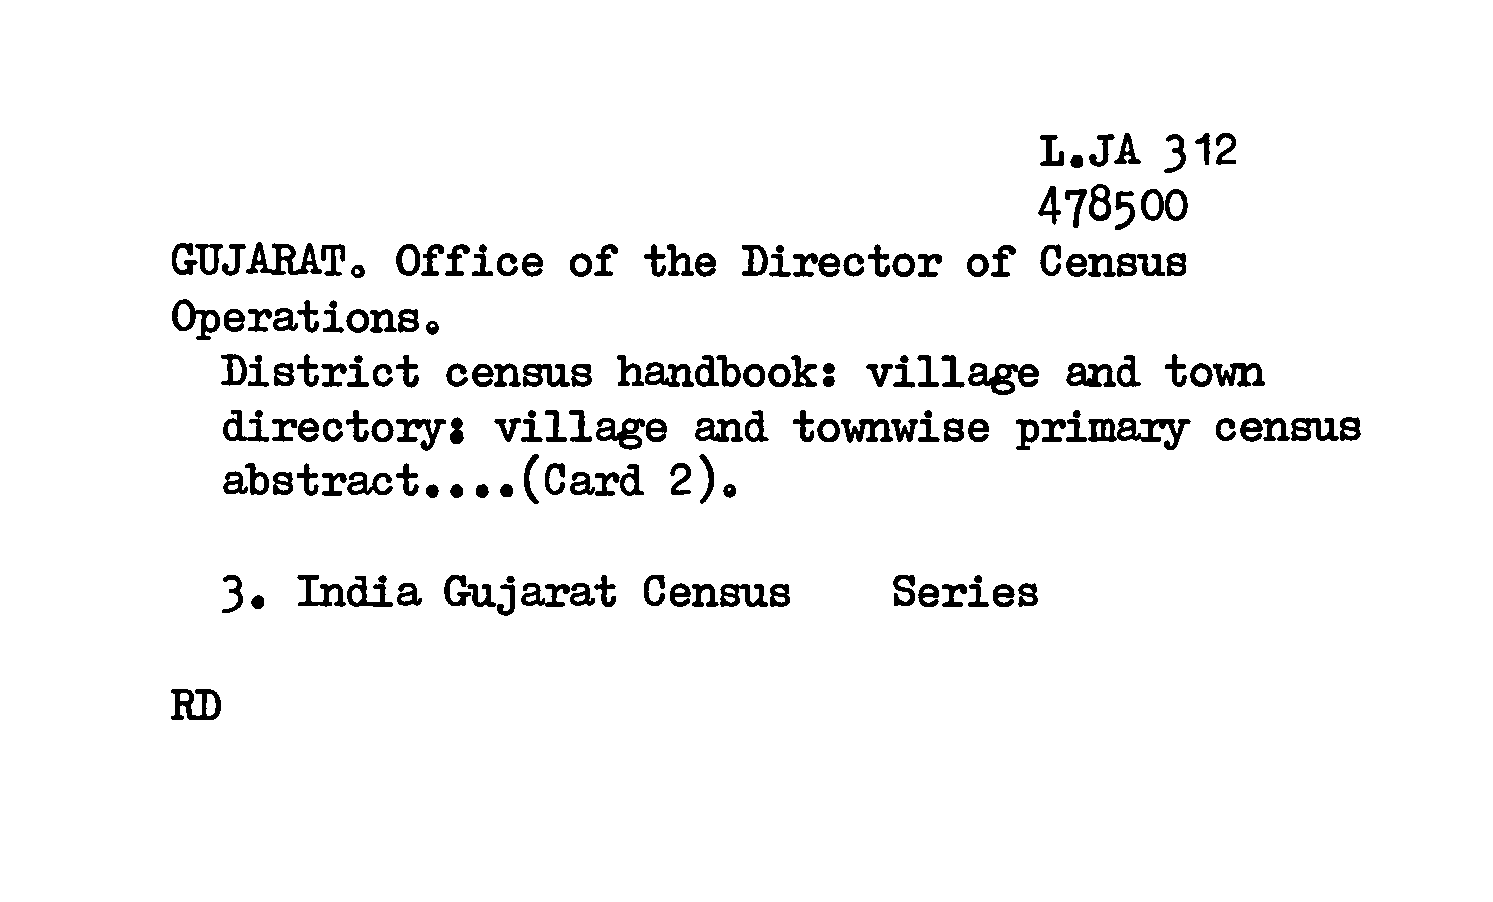 L.JA 312
478500
GUJARAT. Office of the Director of Census
Operations.
District census handbook: village and town
directory: village and townwise primary census
abstract....(Card 2).
3. India Gujarat Census Series
RD